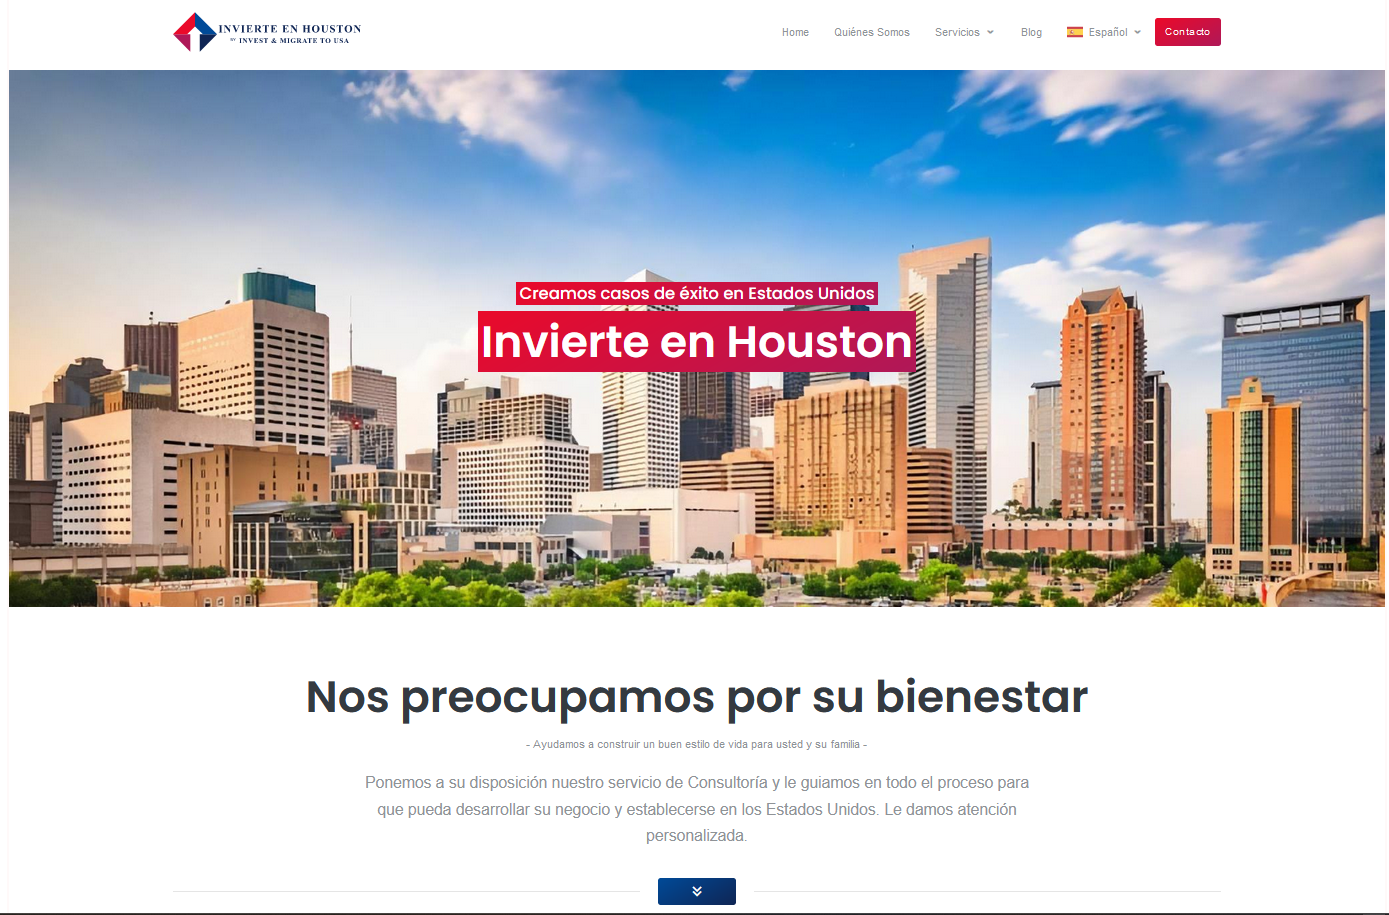 INVIERTE EN HOUSTON
BY INVEST & MIGRATE TO USA
Home
Quiénes Somos
Servicios
Blog
Español
Contacto
Creamos casos de éxito en Estados Unidos
Invierte en Houston
Nos preocupamos por su bienestar
- Ayudamos a construir un buen estilo de vida para usted y su familia -
Ponemos a su disposición nuestro servicio de Consultoría y le guiamos en todo el proceso para
que pueda desarrollar su negocio y establecerse en los Estados Unidos. Le damos atención
personalizada.